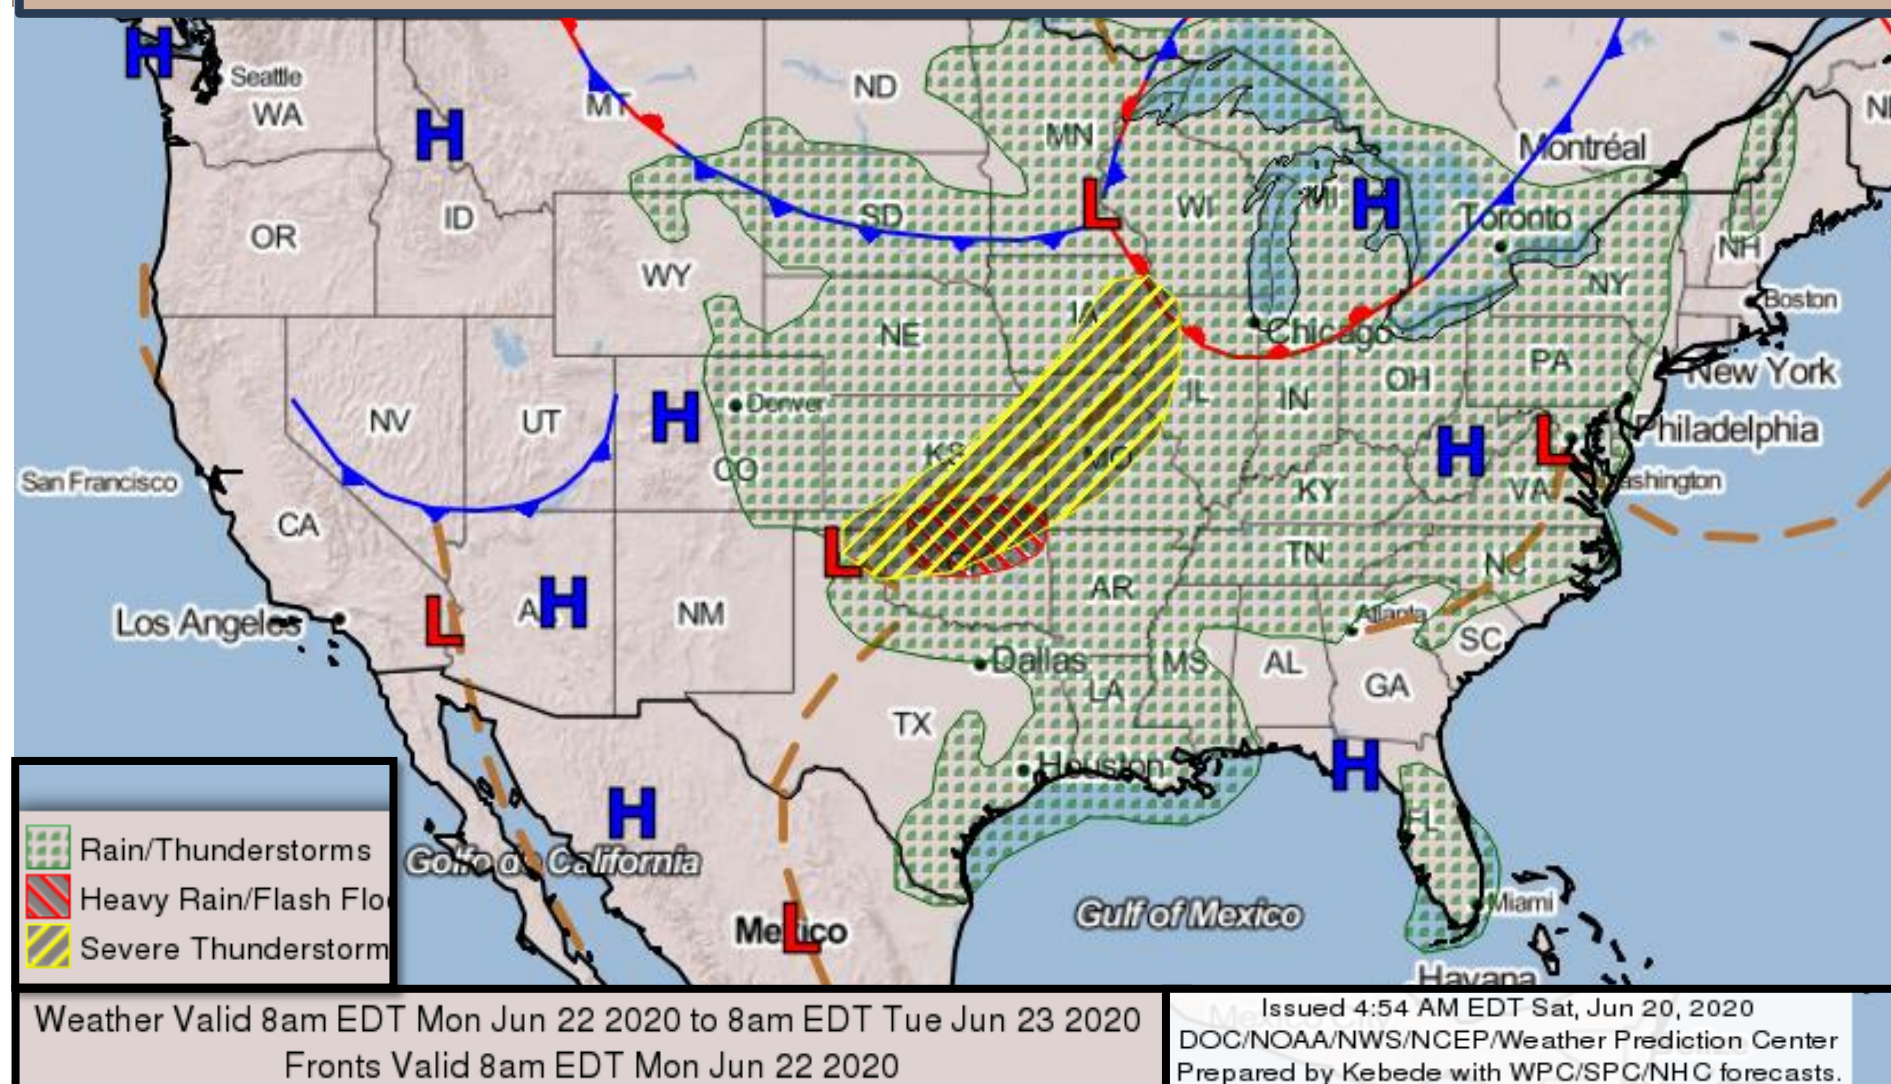 H
Seattle
WA
MT
ND
MN
H
Montréal
L
WI
MI
H
Toronto
OR
ID
SD
NH
WY
NY
Boston
IA
NE
Chicago
PA
New York
OH
IL
IN
Denver
H
NV
UT
Philadelphia
L
H
KS
MO
CO
San Francisco
KY
VA
ashington
CA
L
TN
NC
AR
H
NM
Los Angeles
L
Atlanta
SC
Dallas
MS
AL
GA
LA
TX
Houston
H
H
FL
Golfo de California
Miami
Gulf of Mexico
Mexico
L
Havana
Rain/Thunderstorms
Heavy Rain/Flash Flo
Severe Thunderstorm
Weather Valid 8am EDT Mon Jun 22 2020 to 8am EDT Tue Jun 23 2020
Fronts Valid 8am EDT Mon Jun 22 2020
Issued 4:54 AM EDT Sat, Jun 20, 2020
DOC/NOAA/NWS/NCEP/Weather Prediction Center
Prepared by Kebede with WPC/SPC/NHC forecasts.